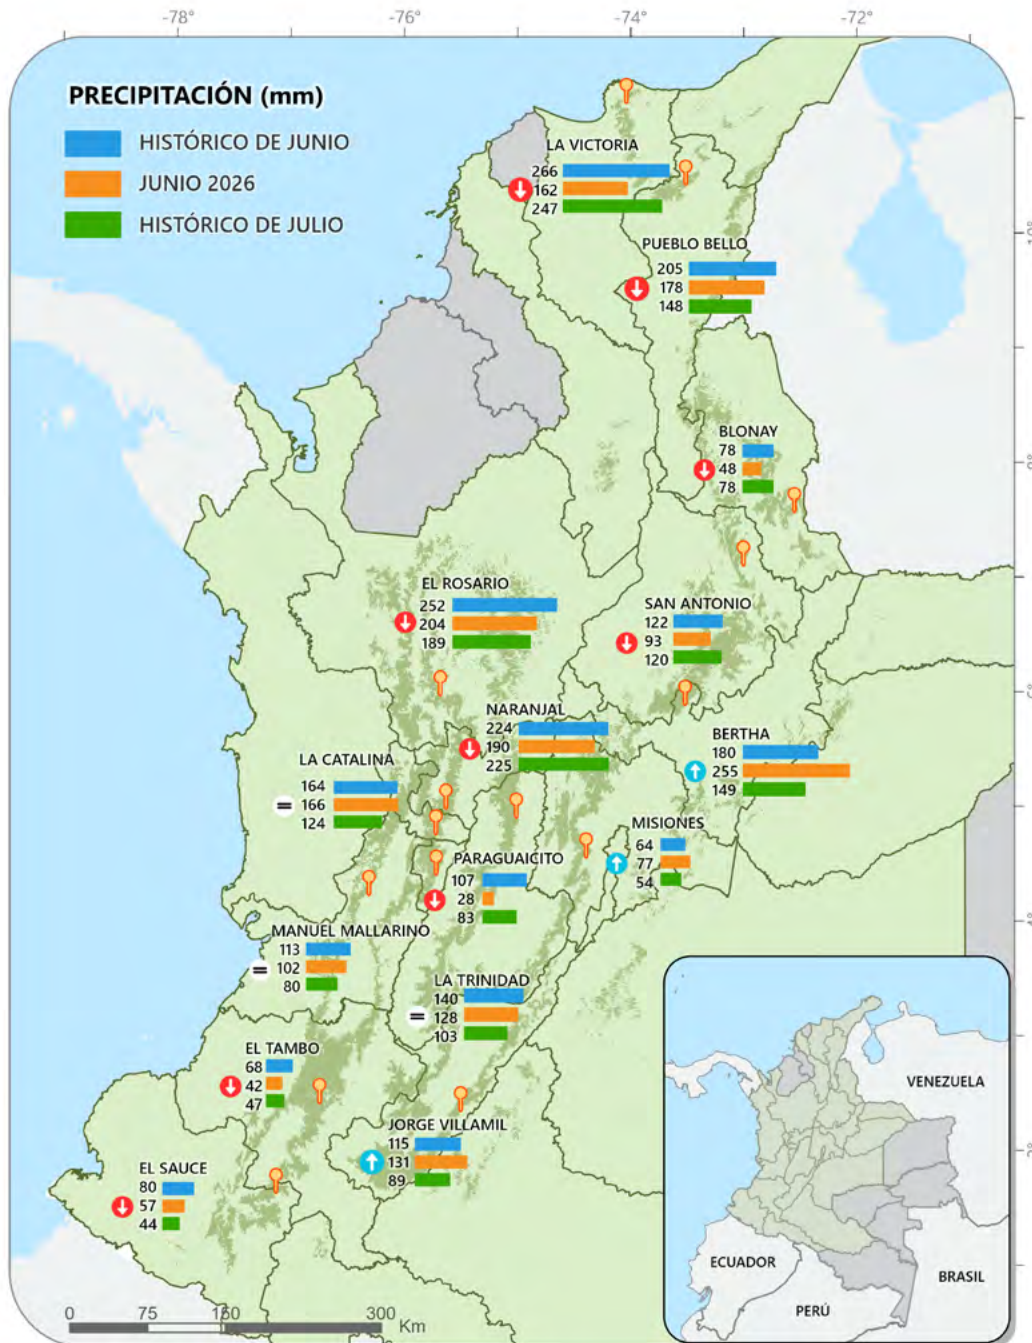 -78°
-76°
-74°
-72°
PRECIPITACIÓN (mm)
HISTÓRICO DE JUNIO
JUNIO 2026
HISTÓRICO DE JULIO
LA VICTORIA
266
162
247
10°
PUEBLO BELLO
205
178
148
BLONAY
78
48
78
8°
EL ROSARIO
252
204
189
SAN ANTONIO
122
93
120
6°
NARANJAL
224
190
225
BERTHA
180
255
149
LA CATALINA
164
166
124
MISIONES
64
77
54
PARAGUAICITO
107
28
83
4°
MANUEL MALLARINO
113
102
80
LA TRINIDAD
140
128
103
EL TAMBO
68
42
47
JORGE VILLAMIL
115
131
89
EL SAUCE
80
57
44
VENEZUELA
ECUADOR
BRASIL
PERÚ
0 75 150 300
Km